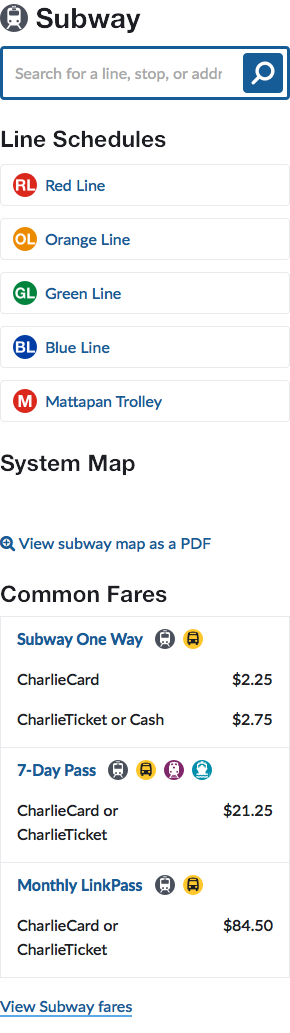 Subway
Search for a line, stop, or addr
Line Schedules
RL Red Line
OL Orange Line
GL Green Line
BL Blue Line
M Mattapan Trolley
System Map
View subway map as a PDF
Common Fares
Subway One Way
CharlieCard $2.25
CharlieTicket or Cash $2.75
7-Day Pass
CharlieCard or $21.25
CharlieTicket
Monthly LinkPass
CharlieCard or $84.50
CharlieTicket
View Subway fares